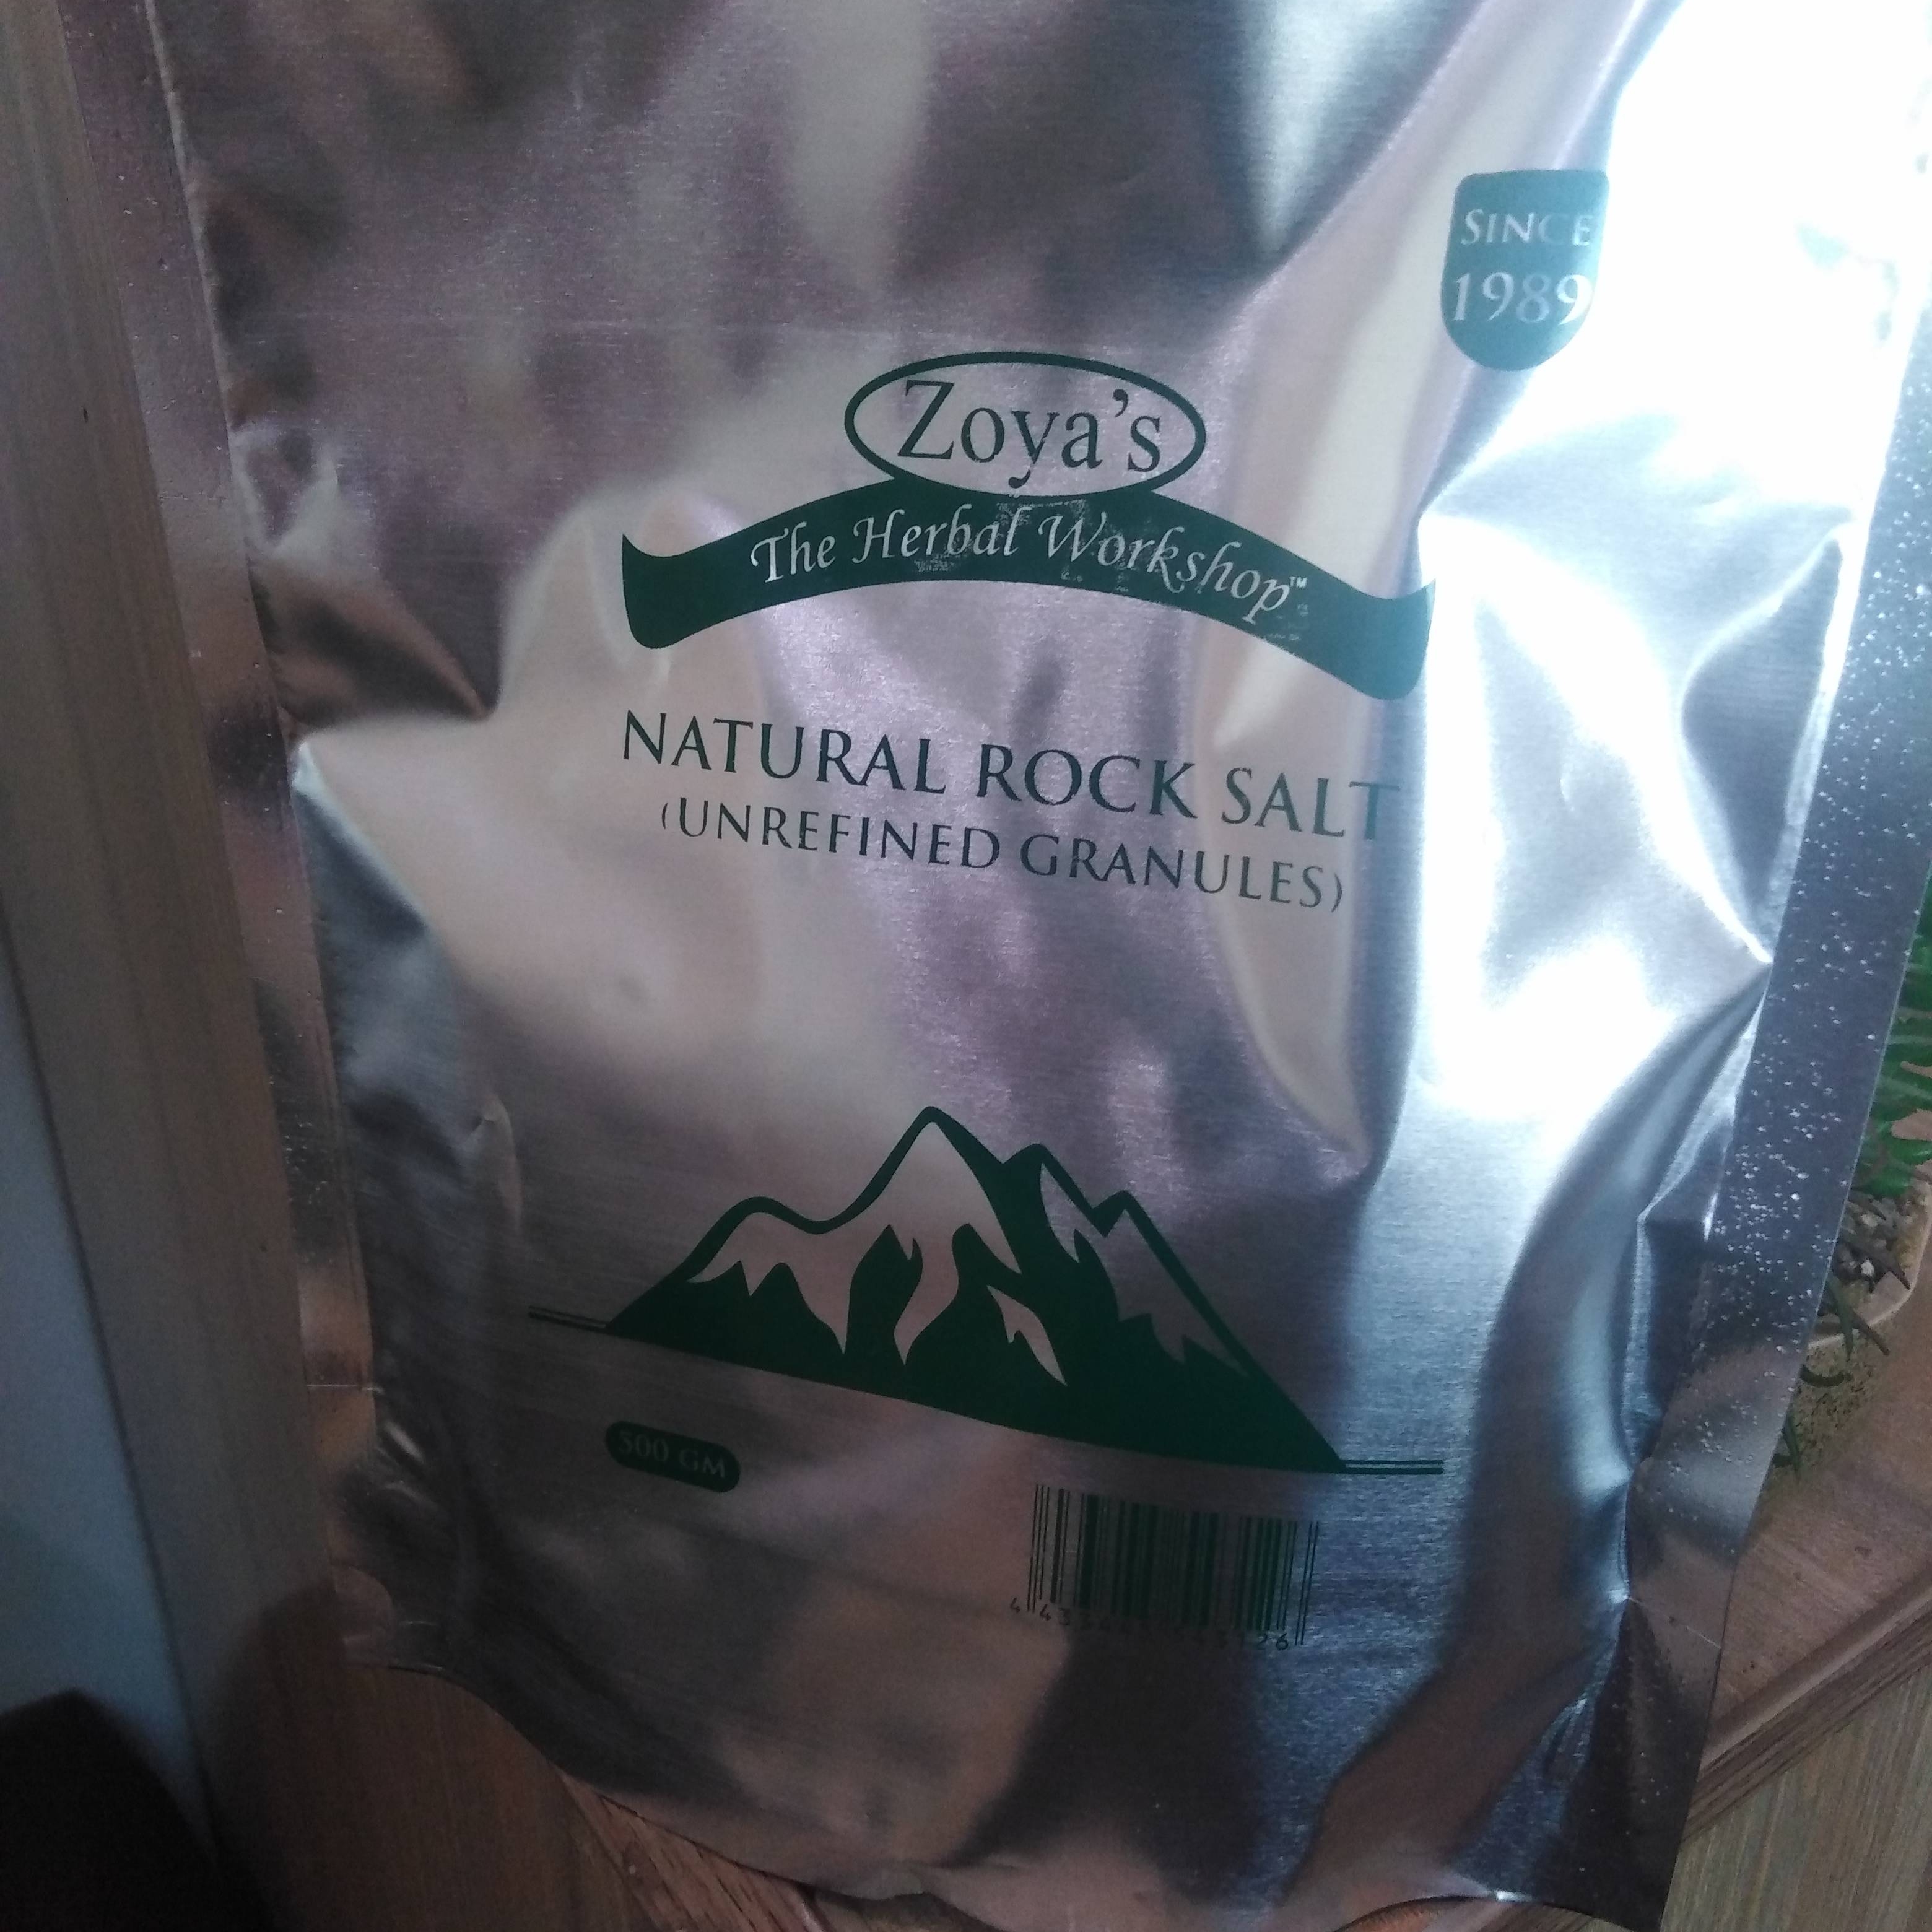 SINCE
1989
Zoya's
The Herbal Workshop™
NATURAL ROCK SALT
(UNREFINED GRANULES)
500 GM